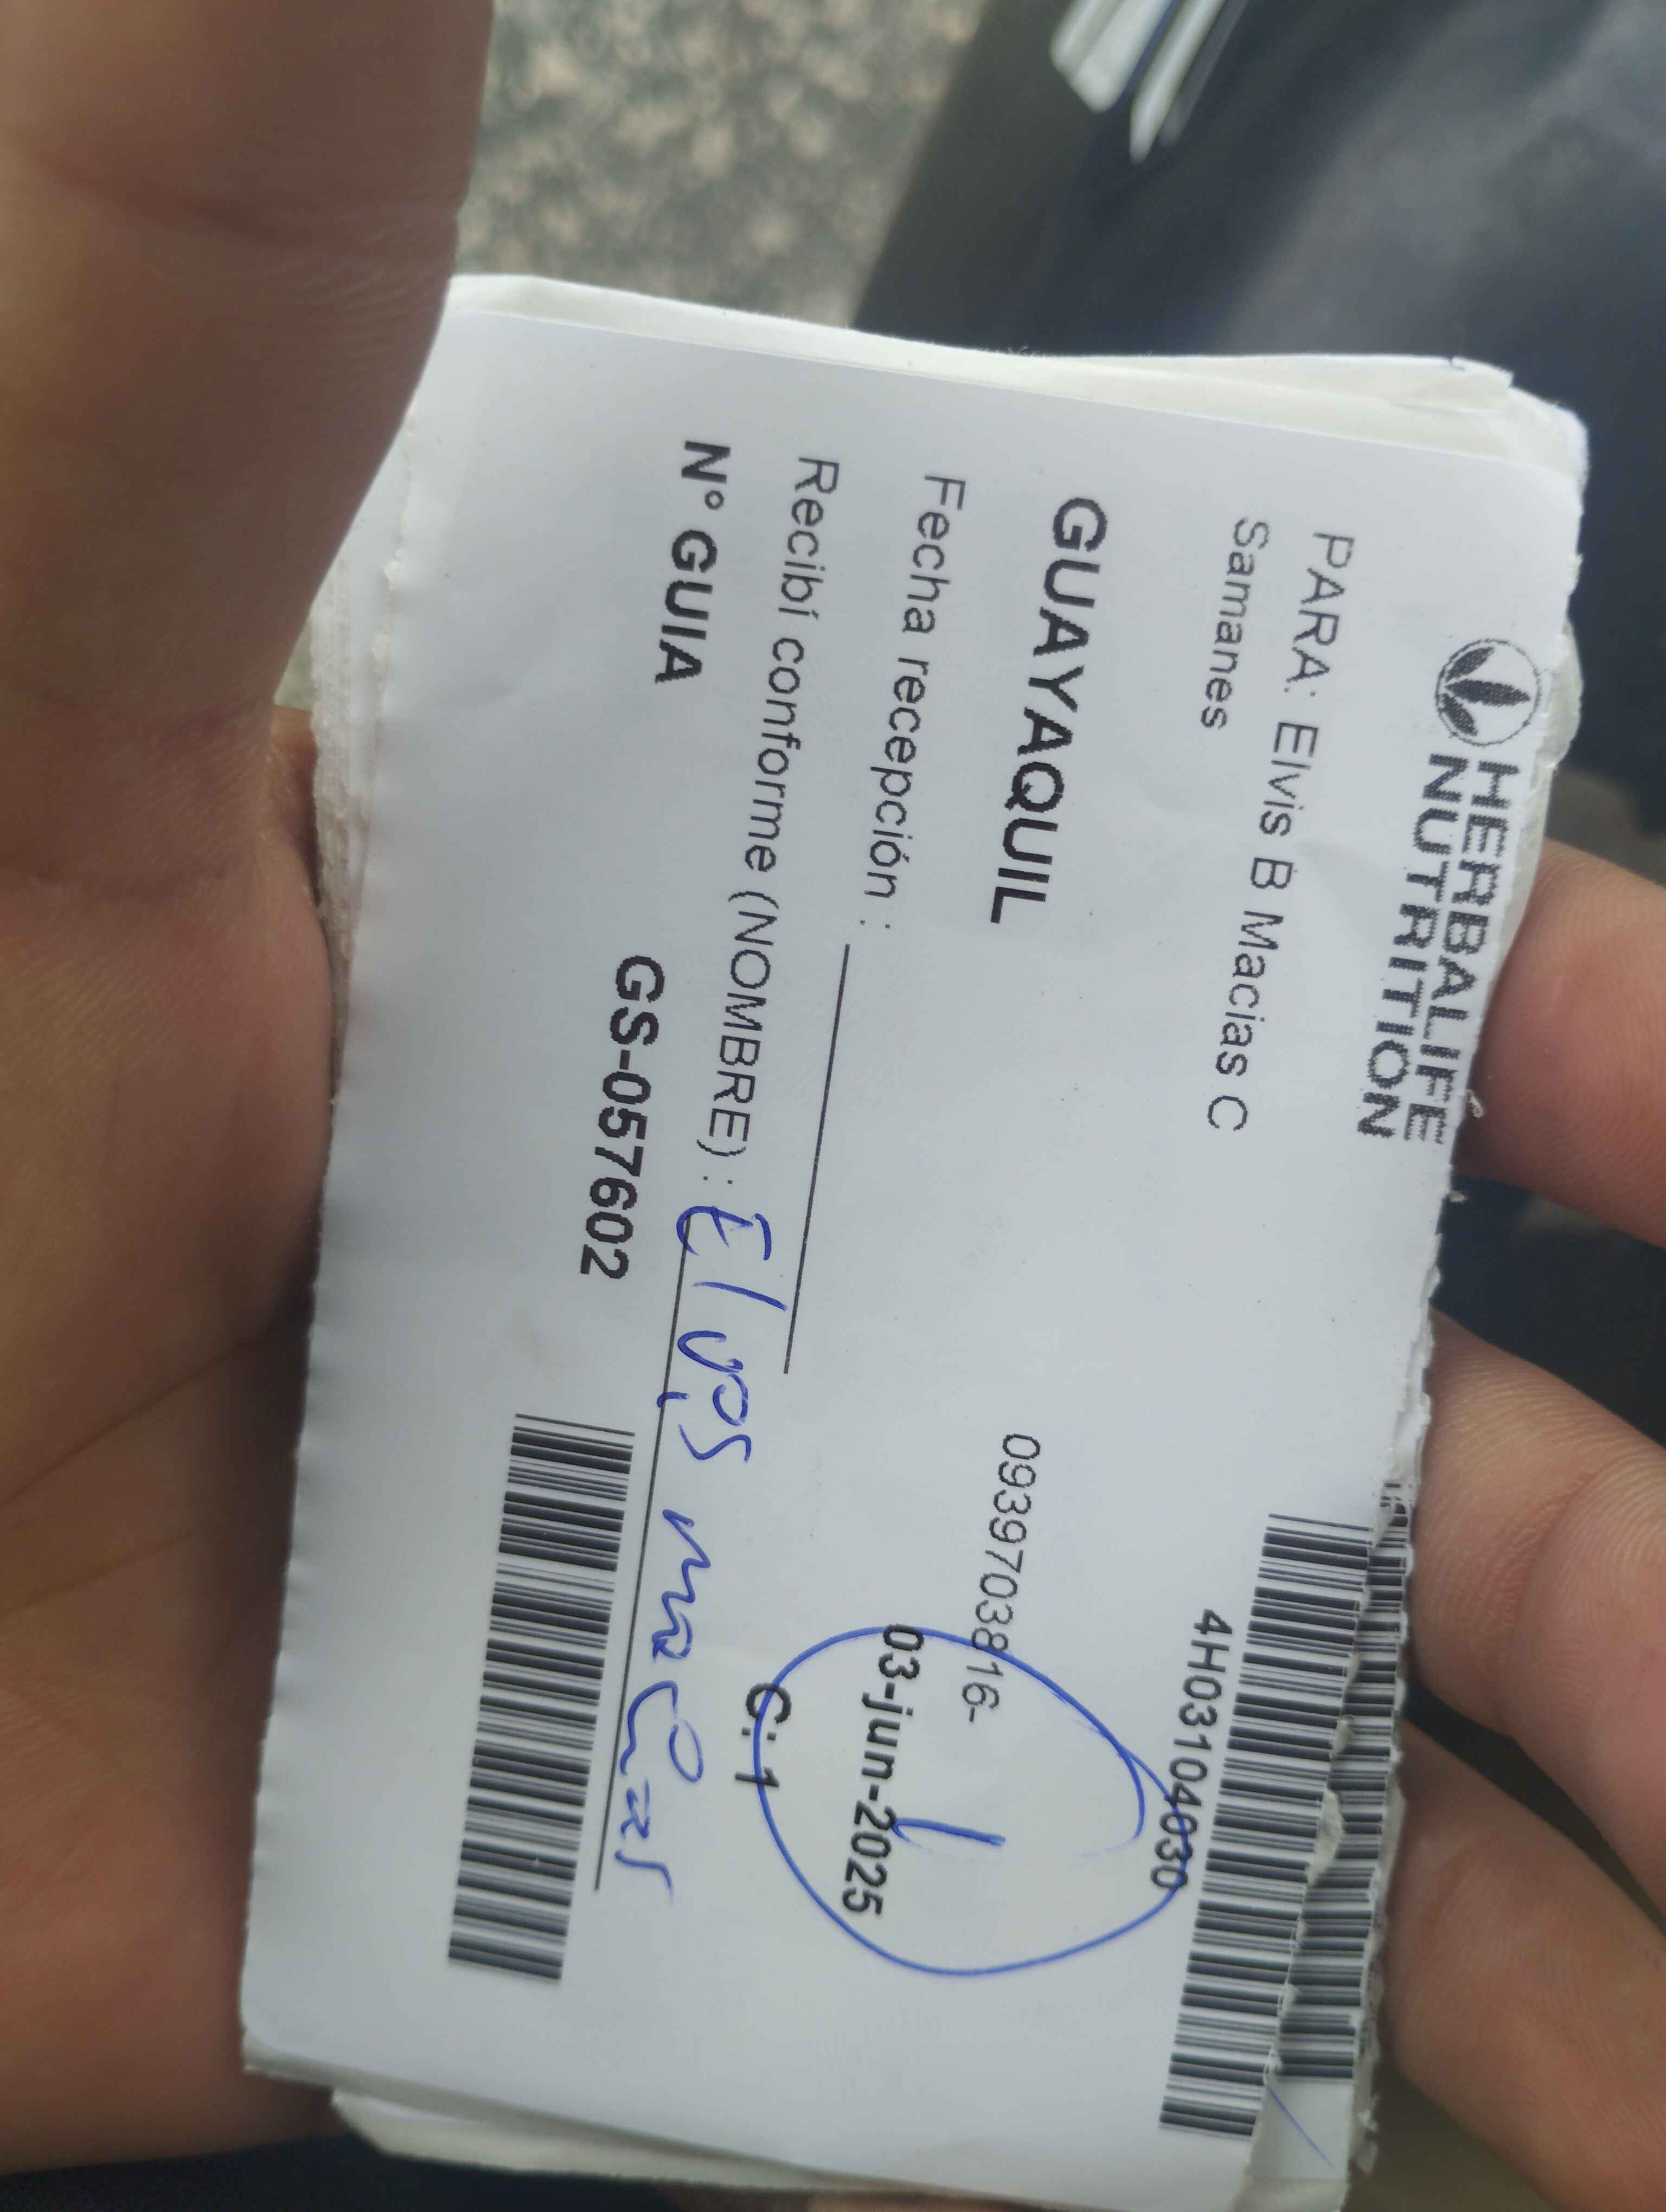 HERBALIFE
NUTRITION
4H03104030
PARA: Elvis B Macias C
Samanes
GUAYAQUIL
0939703816-
Fecha recepción :
03-jun-2025
1
C: 1
Recibí conforme (NOMBRE) : Elvis macias
N° GUIA
GS-057602